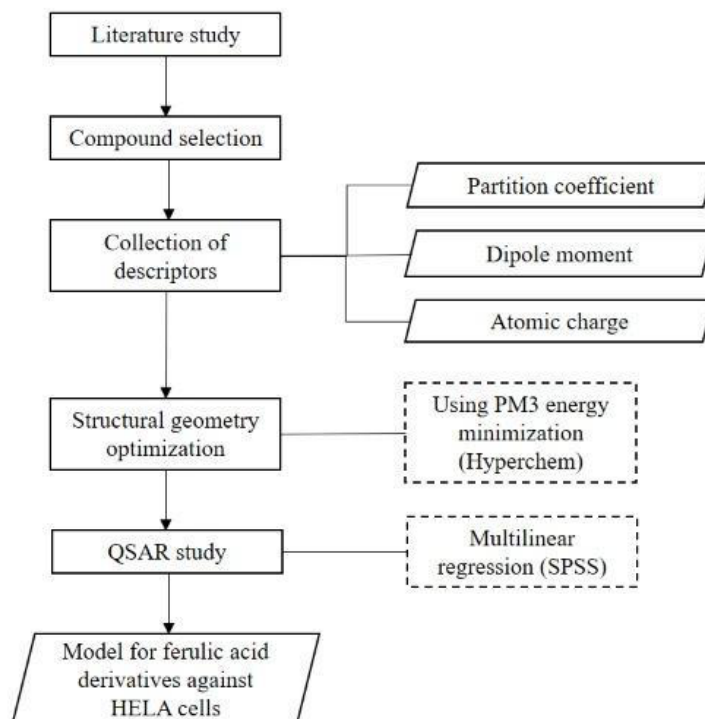 Literature study
Compound selection
Collection of
descriptors
Partition coefficient
Dipole moment
Atomic charge
Structural geometry
optimization
Using PM3 energy
minimization
(Hyperchem)
QSAR study
Multilinear
regression (SPSS)
Model for ferulic acid
derivatives against
HELA cells